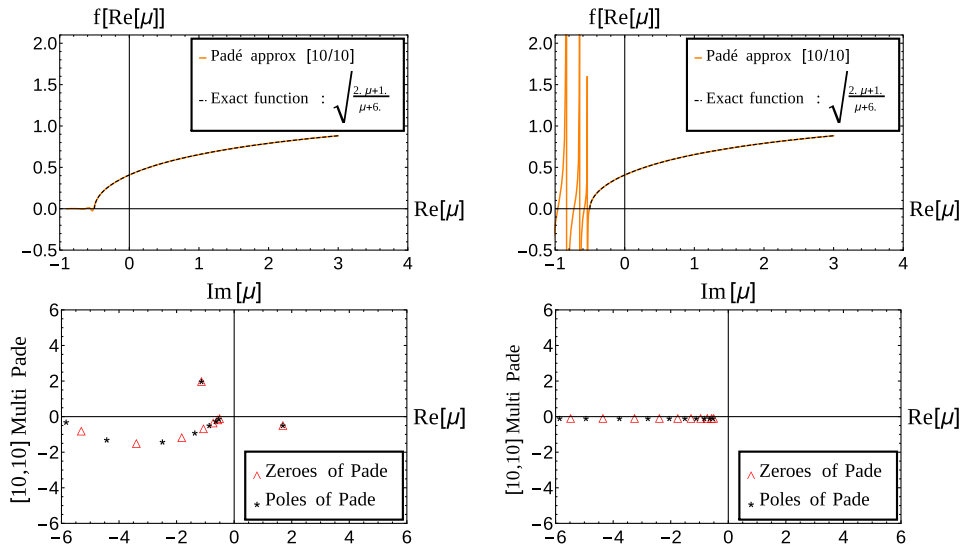 f[Re[μ]]
2.0
1.5
1.0
0.5
0.0
−0.5
Padé approx [10/10]
Exact function : √ 2. μ+1. / μ+6.
−1 0 1 2 3 4
Re[μ]
f[Re[μ]]
2.0
1.5
1.0
0.5
0.0
−0.5
Padé approx [10/10]
Exact function : √ 2. μ+1. / μ+6.
−1 0 1 2 3 4
Re[μ]
Im[μ]
[10,10] Multi Pade
6
4
2
0
−2
−4
−6
Zeroes of Pade
Poles of Pade
−6 −4 −2 0 2 4 6
Re[μ]
Im[μ]
[10,10] Multi Pade
6
4
2
0
−2
−4
−6
Zeroes of Pade
Poles of Pade
−6 −4 −2 0 2 4 6
Re[μ]